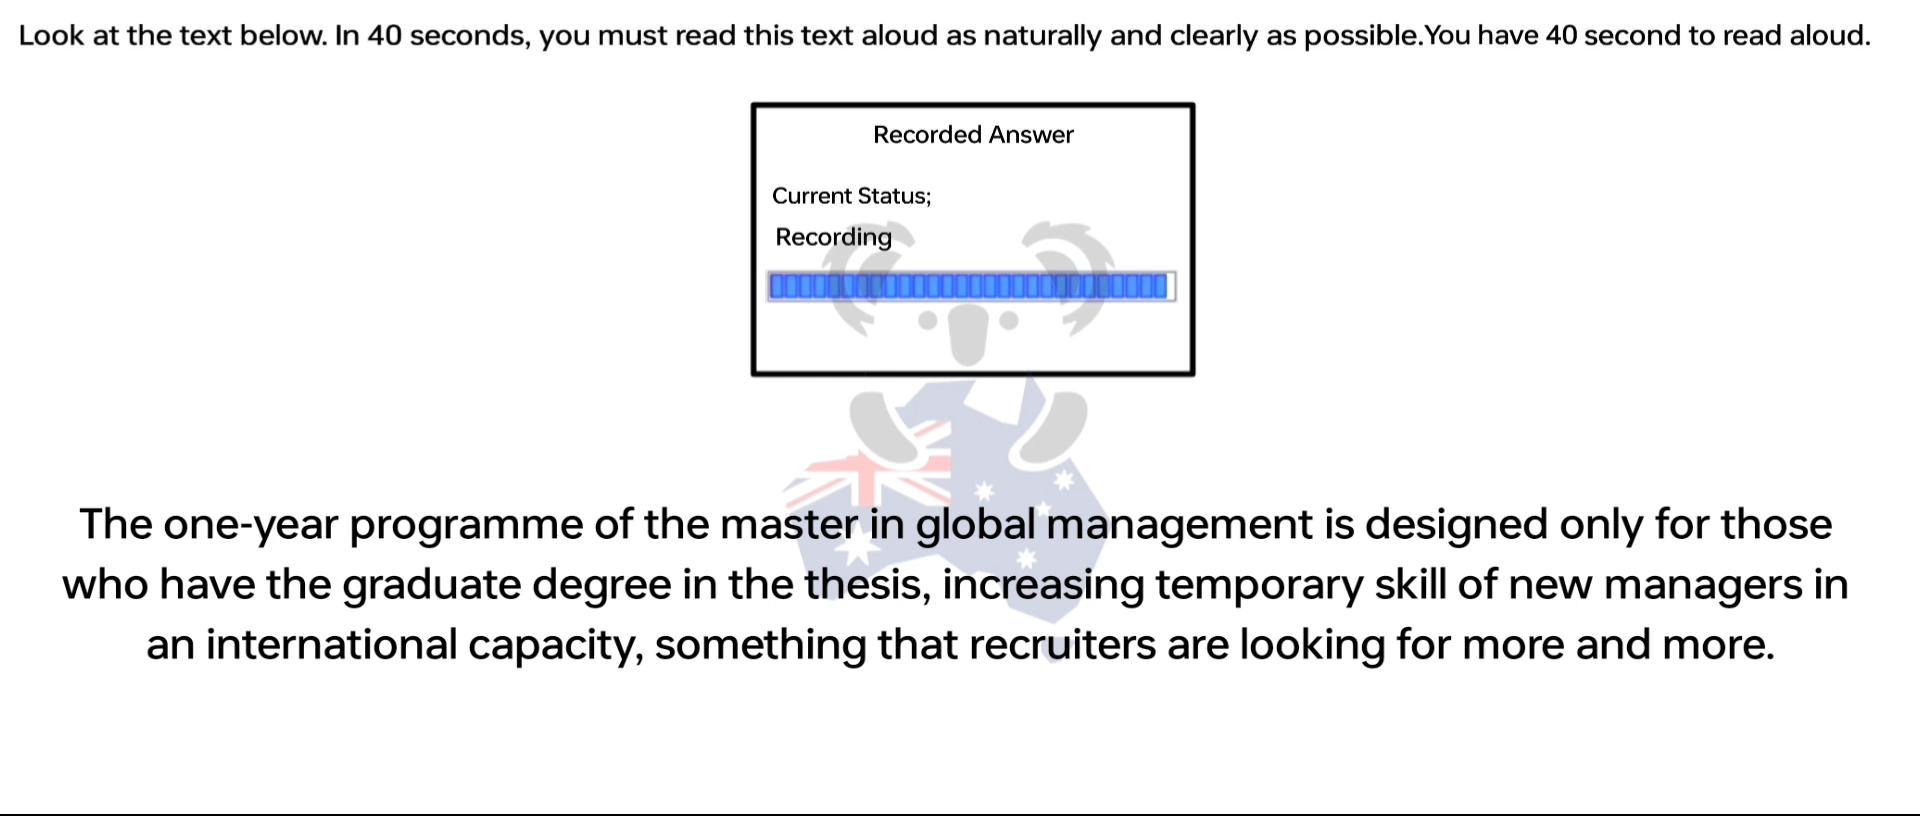 Look at the text below. In 40 seconds, you must read this text aloud as naturally and clearly as possible.You have 40 second to read aloud.
Recorded Answer
Current Status;
Recording
The one-year programme of the master in global management is designed only for those
who have the graduate degree in the thesis, increasing temporary skill of new managers in
an international capacity, something that recruiters are looking for more and more.